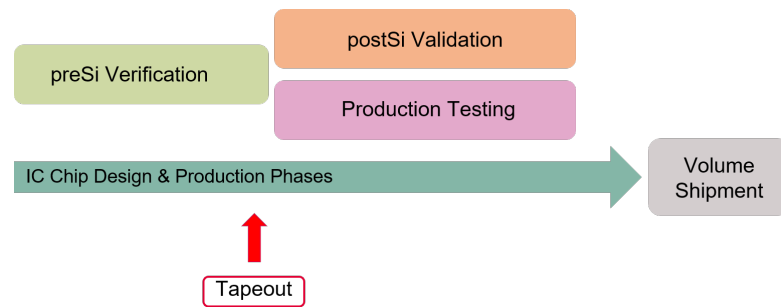 postSi Validation
preSi Verification
Production Testing
IC Chip Design & Production Phases
Volume
Shipment
Tapeout